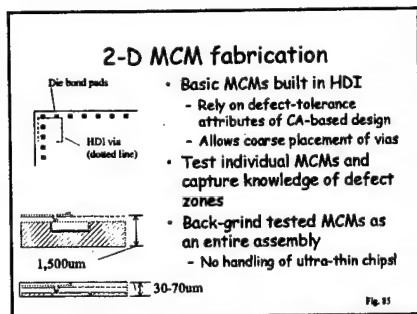 2-D MCM fabrication
Die bond pads
HDI via
(dotted line)
• Basic MCMs built in HDI
- Rely on defect-tolerance
attributes of CA-based design
- Allows coarse placement of vias
• Test individual MCMs and
capture knowledge of defect
zones
• Back-grind tested MCMs as
an entire assembly
- No handling of ultra-thin chips!
1,500um
30-70um
Fig. 85